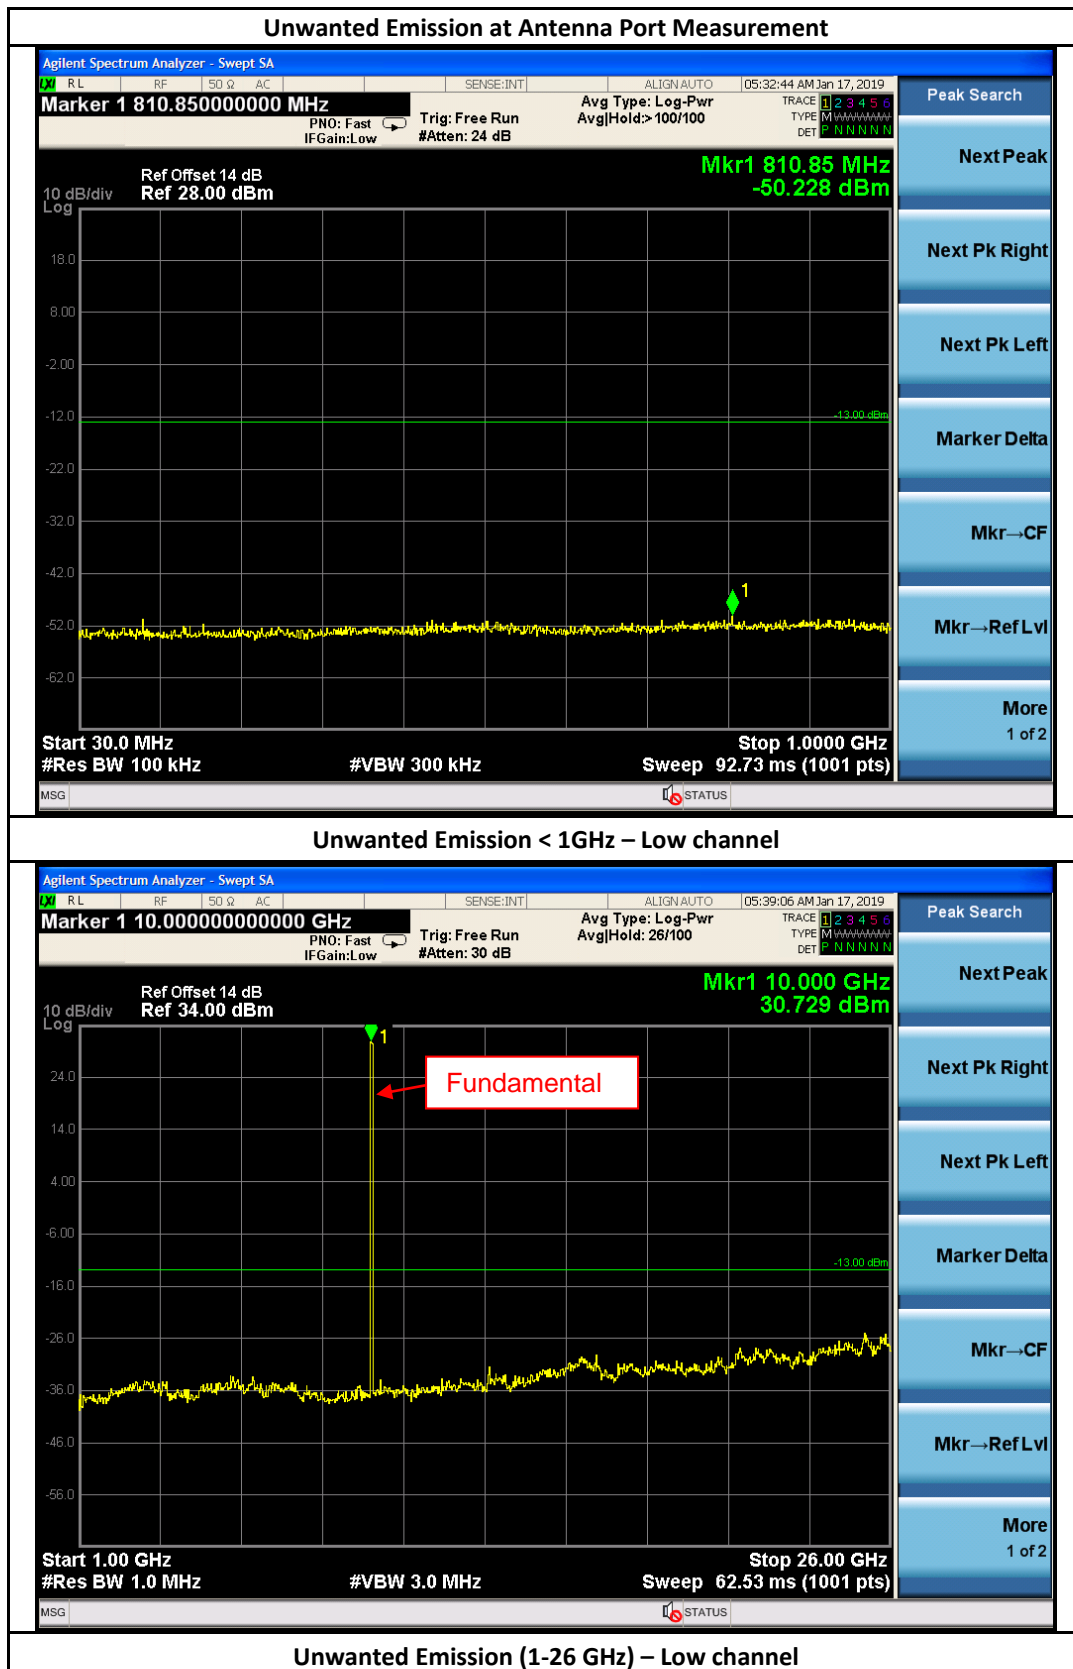 Unwanted Emission at Antenna Port Measurement
Agilent Spectrum Analyzer - Swept SA
LXI RL RF 50 Ω AC SENSE:INT ALIGN AUTO 05:32:44 AM Jan 17, 2019
Marker 1 810.850000000 MHz
PNO: Fast
IFGain:Low
Trig: Free Run
#Atten: 24 dB
Avg Type: Log-Pwr
Avg|Hold:>100/100
TRACE 1 2 3 4 5 6
TYPE M WWWWW
DET P N N N N N
Peak Search
Mkr1 810.85 MHz
-50.228 dBm
Ref Offset 14 dB
10 dB/div Ref 28.00 dBm
Log
18.0
8.00
-2.00
-12.0
-13.00 dBm
-22.0
-32.0
-42.0
1
-52.0
-62.0
Start 30.0 MHz Stop 1.0000 GHz
#Res BW 100 kHz #VBW 300 kHz Sweep 92.73 ms (1001 pts)
MSG STATUS
Next Peak
Next Pk Right
Next Pk Left
Marker Delta
Mkr→CF
Mkr→Ref Lvl
More
1 of 2
Unwanted Emission < 1GHz – Low channel
Agilent Spectrum Analyzer - Swept SA
LXI RL RF 50 Ω AC SENSE:INT ALIGN AUTO 05:39:06 AM Jan 17, 2019
Marker 1 10.000000000000 GHz
PNO: Fast
IFGain:Low
Trig: Free Run
#Atten: 30 dB
Avg Type: Log-Pwr
Avg|Hold: 26/100
TRACE 1 2 3 4 5 6
TYPE M WWWWW
DET P N N N N N
Peak Search
Mkr1 10.000 GHz
30.729 dBm
Ref Offset 14 dB
10 dB/div Ref 34.00 dBm
Log
1
Fundamental
24.0
14.0
4.00
-6.00
-13.00 dBm
-16.0
-26.0
-36.0
-46.0
-56.0
Start 1.00 GHz Stop 26.00 GHz
#Res BW 1.0 MHz #VBW 3.0 MHz Sweep 62.53 ms (1001 pts)
MSG STATUS
Next Peak
Next Pk Right
Next Pk Left
Marker Delta
Mkr→CF
Mkr→Ref Lvl
More
1 of 2
Unwanted Emission (1-26 GHz) – Low channel